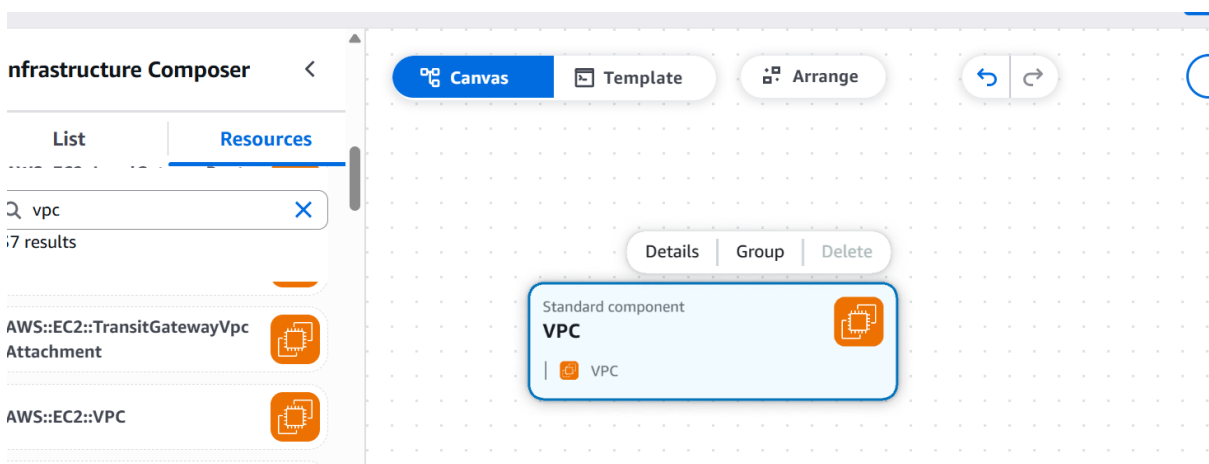 nfrastructure Composer
List
Resources
vpc
37 results
AWS::EC2::TransitGatewayVpc
Attachment
AWS::EC2::VPC
Canvas
Template
Arrange
Details
Group
Delete
Standard component
VPC
VPC